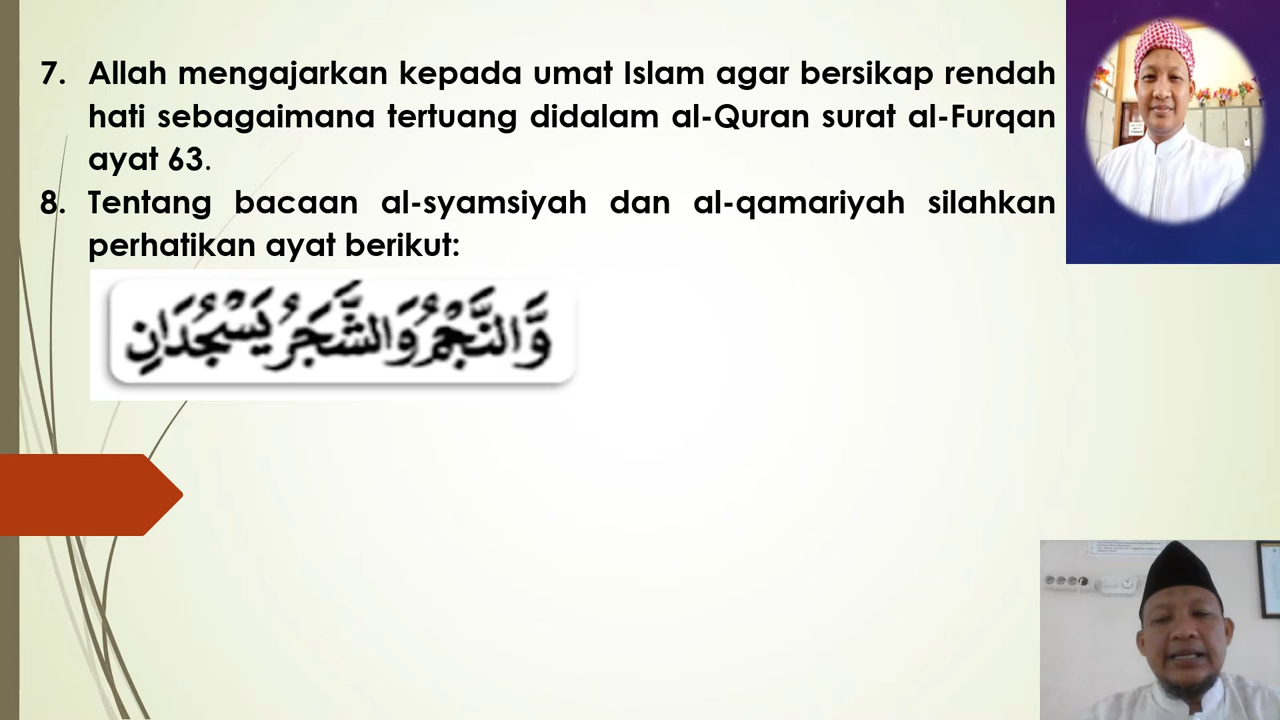 7. Allah mengajarkan kepada umat Islam agar bersikap rendah
hati sebagaimana tertuang didalam al-Quran surat al-Furqan
ayat 63.
8. Tentang bacaan al-syamsiyah dan al-qamariyah silahkan
perhatikan ayat berikut:
وَّالنَّجْمُ وَالشَّجَرُ يَسْجُدَانِ